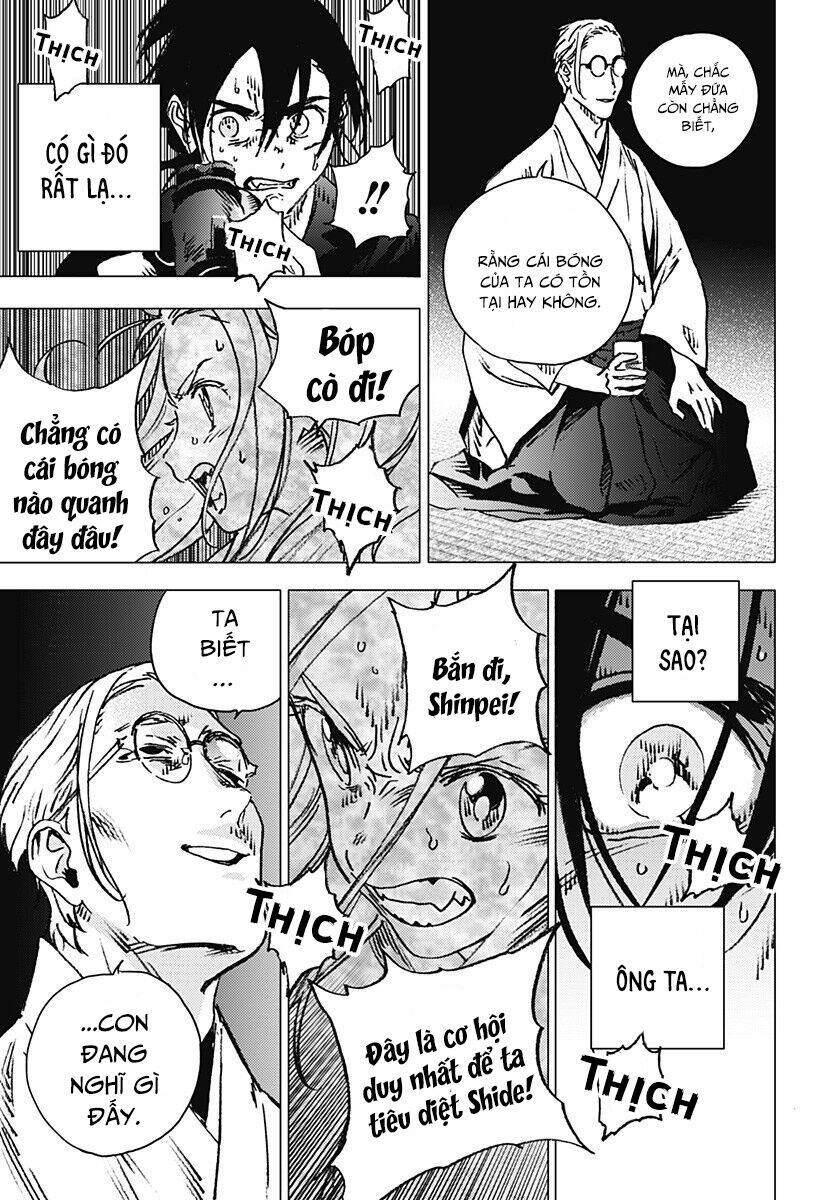 MÀ, CHẮC
MẤY ĐỨA
CÒN CHẲNG
BIẾT,
RẰNG CÁI BÓNG
CỦA TA CÓ TỒN
TẠI HAY KHÔNG.
THỊCH
THỊCH
CÓ GÌ ĐÓ
RẤT LẠ...
!!
THỊCH
Bóp
cò đi!
THỊCH
Chẳng có
cái bóng
nào quanh
đây đâu!
TẠI
SAO?
THỊCH
ÔNG TA...
THỊCH
Bắn đi,
Shinpei!
THỊCH
Đây là cơ hội
duy nhất để ta
tiêu diệt Shide!
TA
BIẾT
...
...CON
ĐANG
NGHĨ GÌ
ĐẤY.